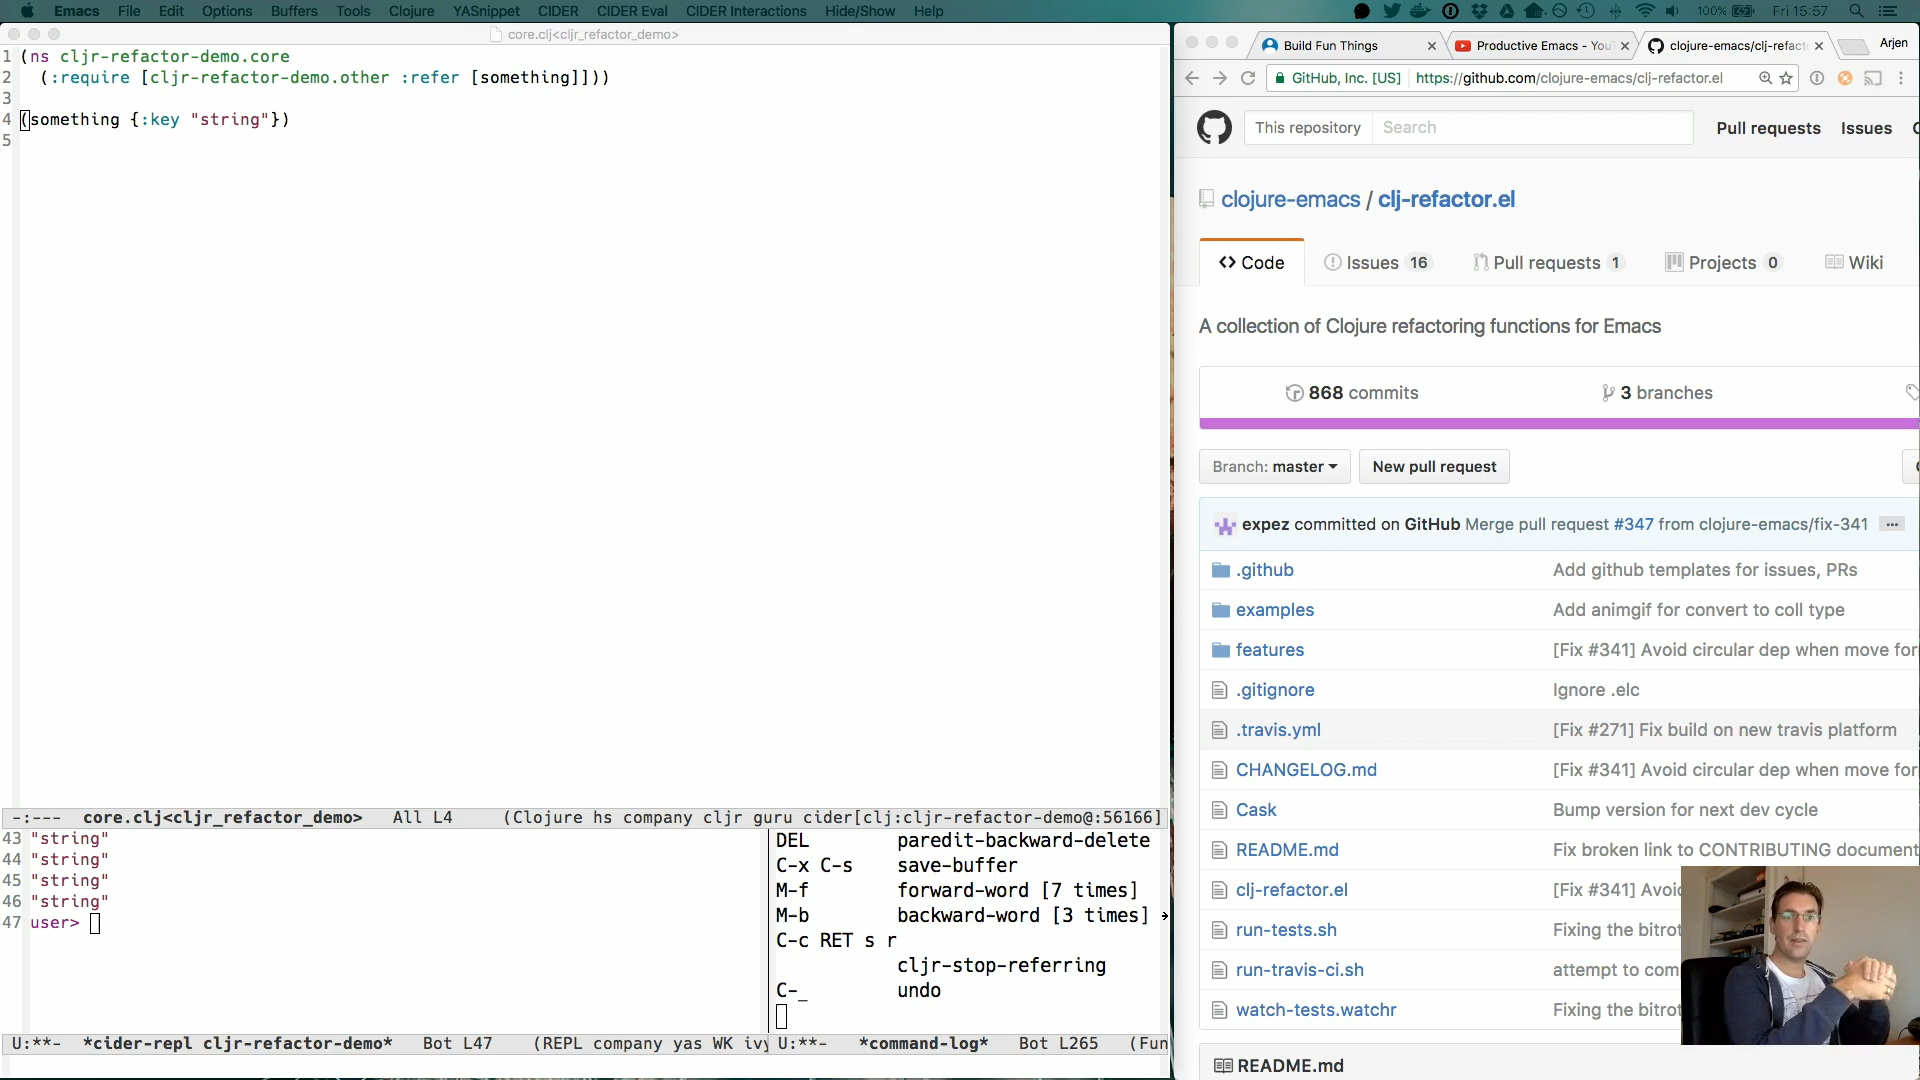 Emacs File Edit Options Buffers Tools Clojure YASnippet CIDER CIDER Eval CIDER Interactions Hide/Show Help 100% Fri 15:57
core.clj<cljr_refactor_demo>
1 (ns cljr-refactor-demo.core
2 (:require [cljr-refactor-demo.other :refer [something]]))
3
4 (something {:key "string"})
5
-:--- core.clj<cljr_refactor_demo> All L4 (Clojure hs company cljr guru cider[clj:cljr-refactor-demo@:56166]
43 "string"
44 "string"
45 "string"
46 "string"
47 user>
U:**- *cider-repl cljr-refactor-demo* Bot L47 (REPL company yas WK ivy
DEL paredit-backward-delete
C-x C-s save-buffer
M-f forward-word [7 times]
M-b backward-word [3 times]
C-c RET s r
cljr-stop-referring
C-_ undo
U:**- *command-log* Bot L265 (Fun
Build Fun Things
Productive Emacs - You
clojure-emacs/clj-refact
Arjen
GitHub, Inc. [US] https://github.com/clojure-emacs/clj-refactor.el
This repository Search Pull requests Issues
clojure-emacs / clj-refactor.el
Code Issues 16 Pull requests 1 Projects 0 Wiki
A collection of Clojure refactoring functions for Emacs
868 commits 3 branches
Branch: master New pull request
expez committed on GitHub Merge pull request #347 from clojure-emacs/fix-341 ...
.github Add github templates for issues, PRs
examples Add animgif for convert to coll type
features [Fix #341] Avoid circular dep when move for
.gitignore Ignore .elc
.travis.yml [Fix #271] Fix build on new travis platform
CHANGELOG.md [Fix #341] Avoid circular dep when move for
Cask Bump version for next dev cycle
README.md Fix broken link to CONTRIBUTING document
clj-refactor.el [Fix #341] Avoi
run-tests.sh Fixing the bitrot
run-travis-ci.sh attempt to com
watch-tests.watchr Fixing the bitrot
README.md